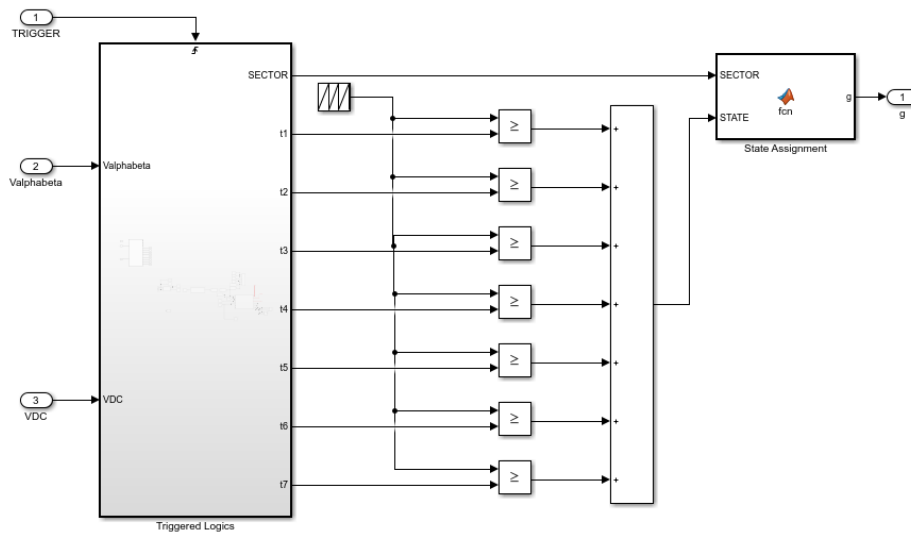 1
TRIGGER
SECTOR
SECTOR
fcn
g
1
g
STATE
State Assignment
t1
≥
+
2
Valphabeta
Valphabeta
t2
≥
+
t3
≥
+
t4
≥
+
t5
≥
+
3
VDC
VDC
t6
≥
+
t7
≥
+
Triggered Logics